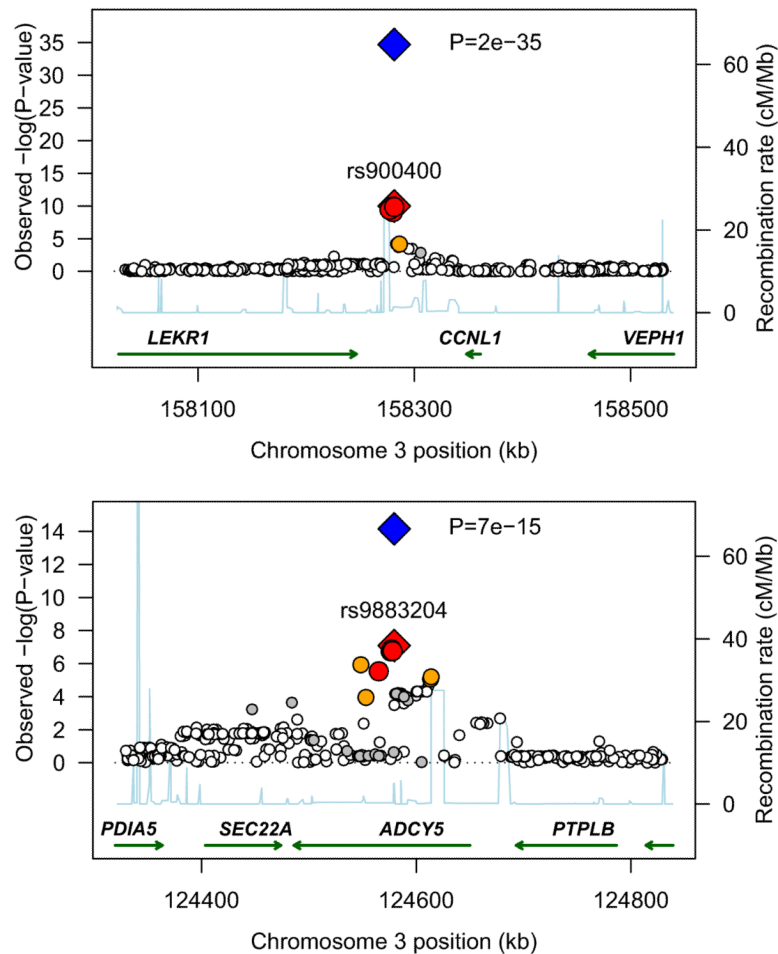 Observed −log(P−value)
35
30
25
20
15
10
5
0
P=2e−35
rs900400
60
40
20
0
Recombination rate (cM/Mb)
LEKR1 CCNL1 VEPH1
158100 158300 158500
Chromosome 3 position (kb)
Observed −log(P−value)
14
12
10
8
6
4
2
0
P=7e−15
rs9883204
60
40
20
0
Recombination rate (cM/Mb)
PDIA5 SEC22A ADCY5 PTPLB
124400 124600 124800
Chromosome 3 position (kb)